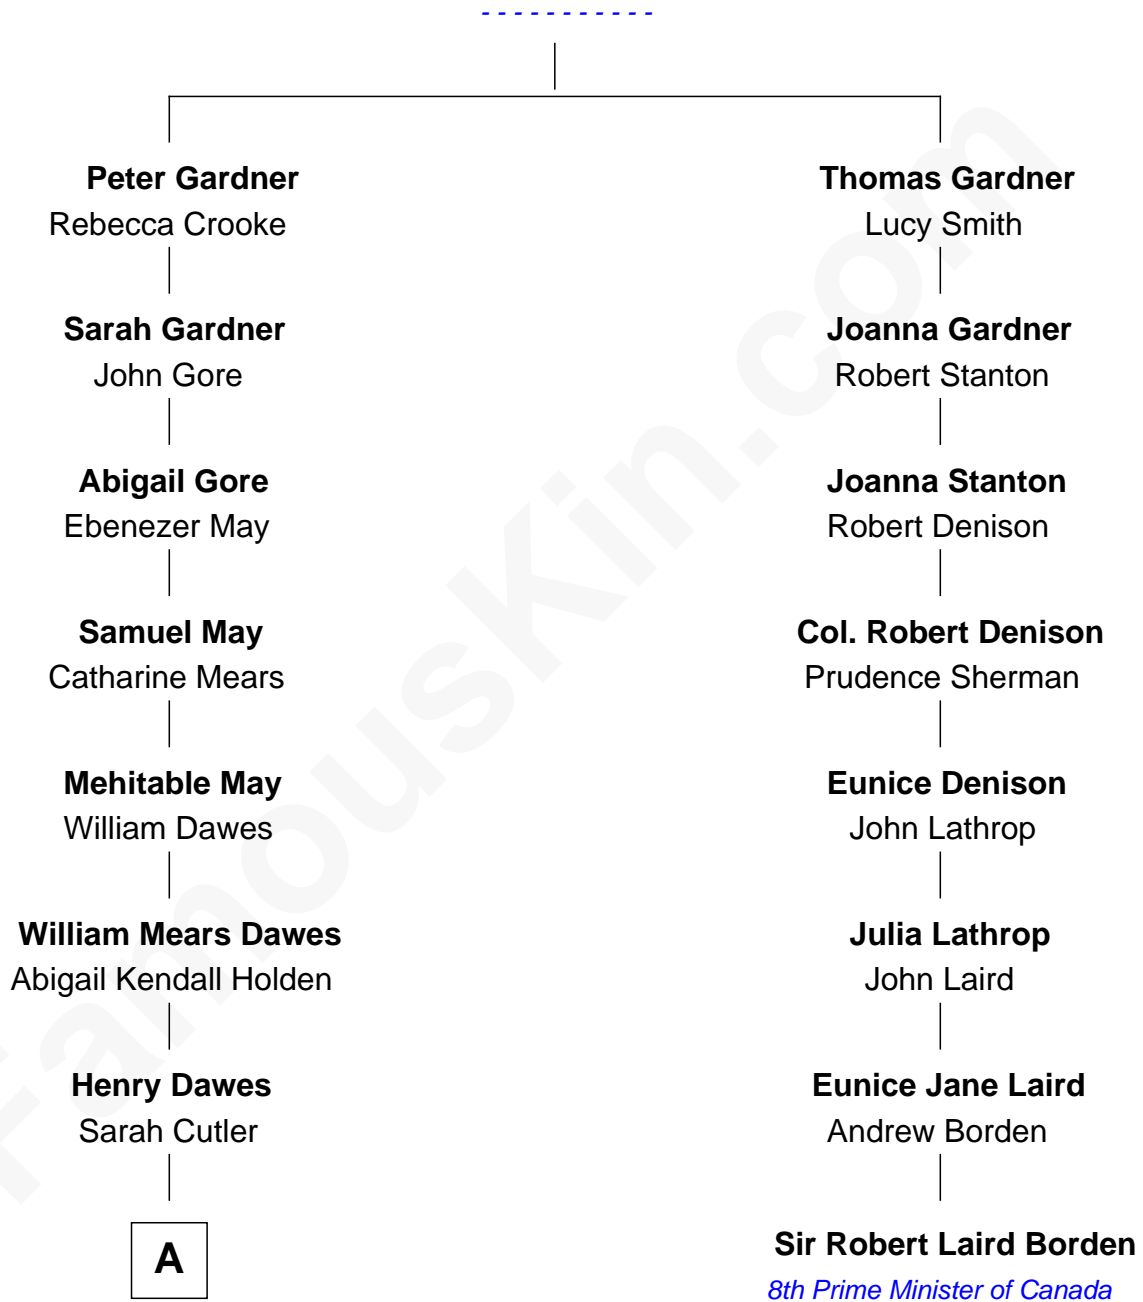 - - - - - - - - - - -
Peter Gardner
Rebecca Crooke
Thomas Gardner
Lucy Smith
Sarah Gardner
John Gore
Joanna Gardner
Robert Stanton
Abigail Gore
Ebenezer May
Joanna Stanton
Robert Denison
Samuel May
Catharine Mears
Col. Robert Denison
Prudence Sherman
Mehitable May
William Dawes
Eunice Denison
John Lathrop
William Mears Dawes
Abigail Kendall Holden
Julia Lathrop
John Laird
Henry Dawes
Sarah Cutler
Eunice Jane Laird
Andrew Borden
A
Sir Robert Laird Borden
8th Prime Minister of Canada
FamousKin.com